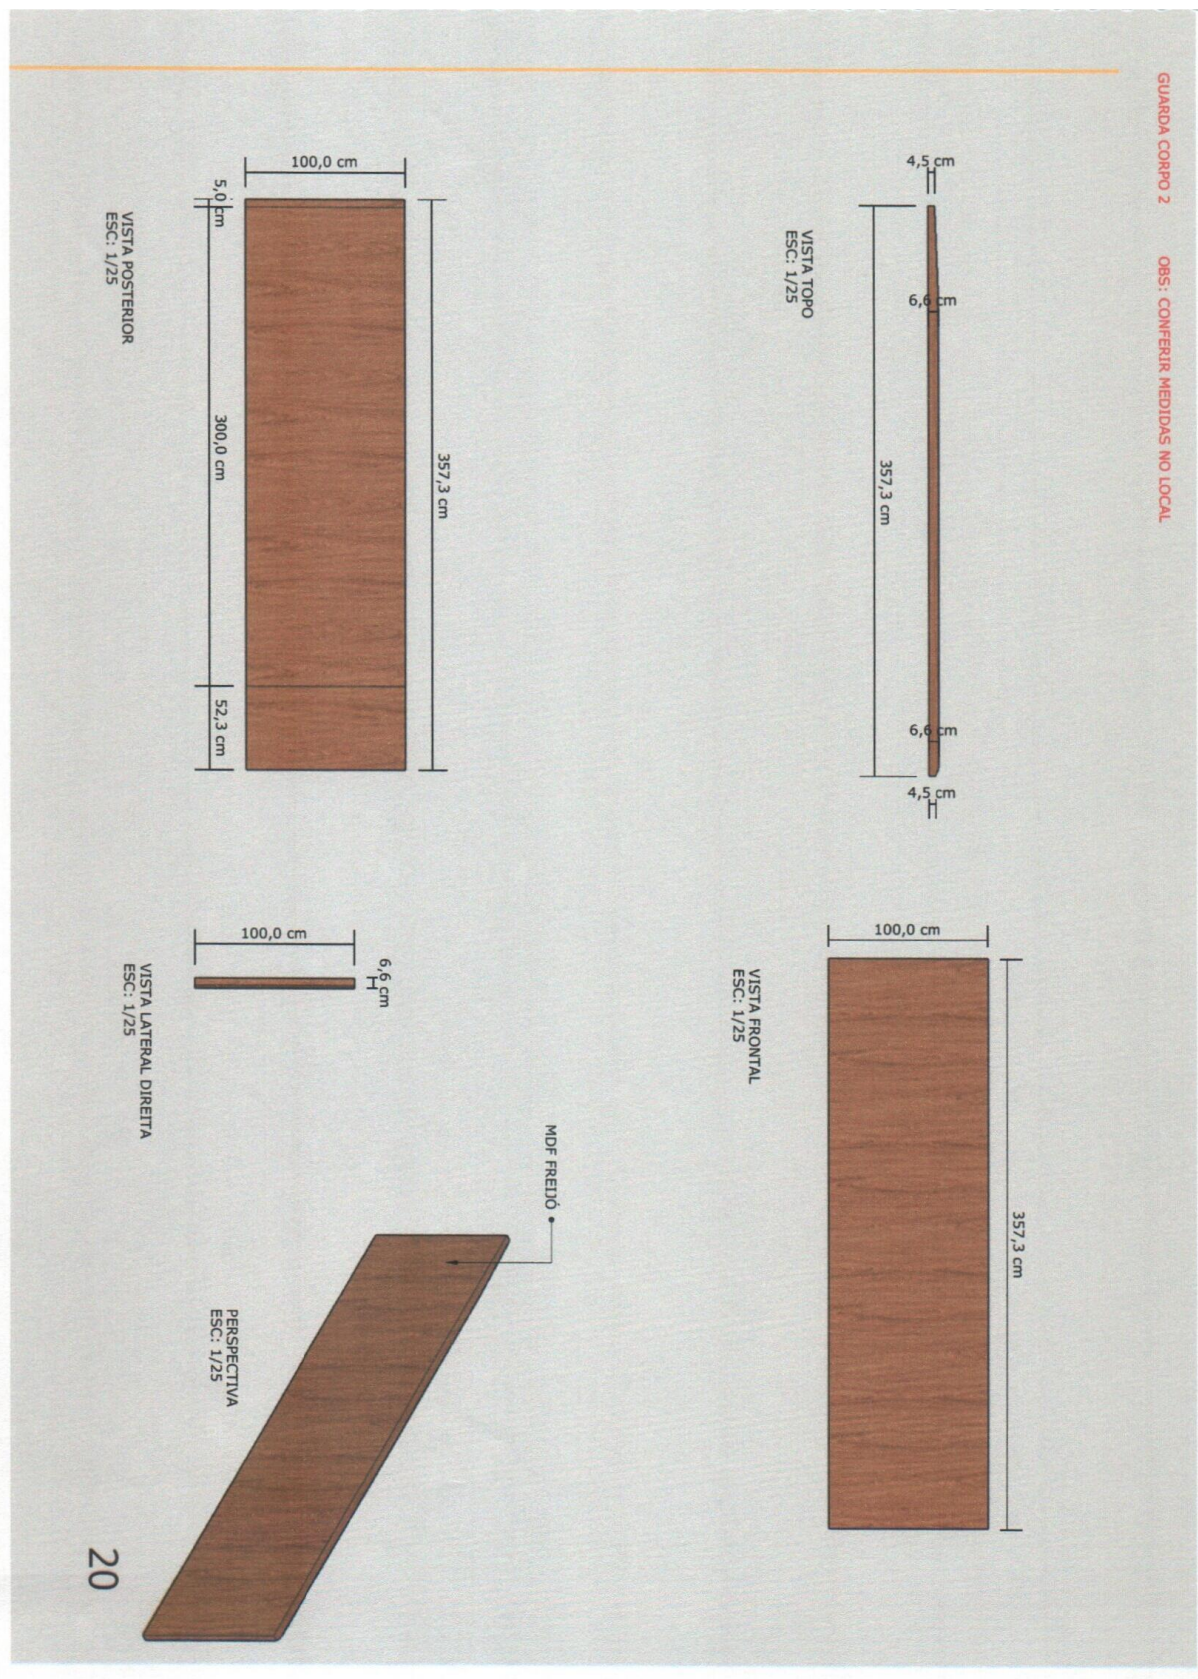 GUARDA CORPO 2 OBS: CONFERIR MEDIDAS NO LOCAL
4,5 cm
6,6 cm
357,3 cm
6,6 cm
4,5 cm
VISTA TOPO
ESC: 1/25
100,0 cm
357,3 cm
VISTA FRONTAL
ESC: 1/25
100,0 cm
357,3 cm
5,0 cm
300,0 cm
52,3 cm
VISTA POSTERIOR
ESC: 1/25
100,0 cm
6,6 cm
VISTA LATERAL DIREITA
ESC: 1/25
MDF FREIJÓ
PERSPECTIVA
ESC: 1/25
20